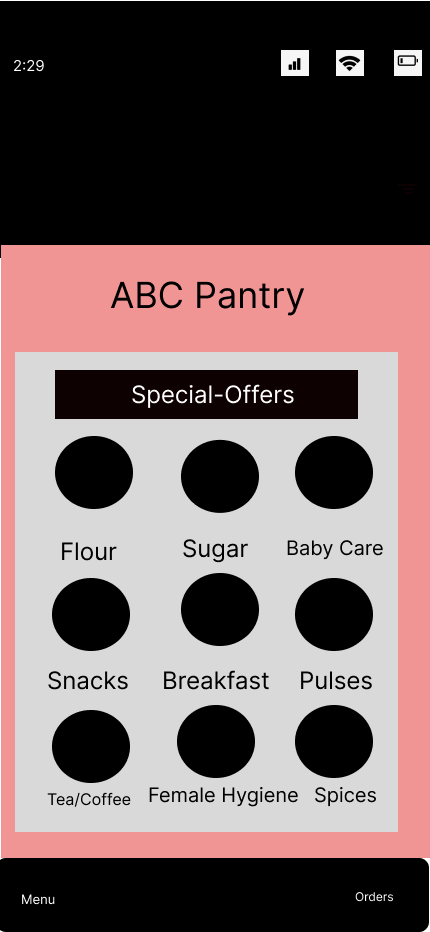 2:29
ABC Pantry
Special-Offers
Flour Sugar Baby Care
Snacks Breakfast Pulses
Tea/Coffee Female Hygiene Spices
Menu Orders